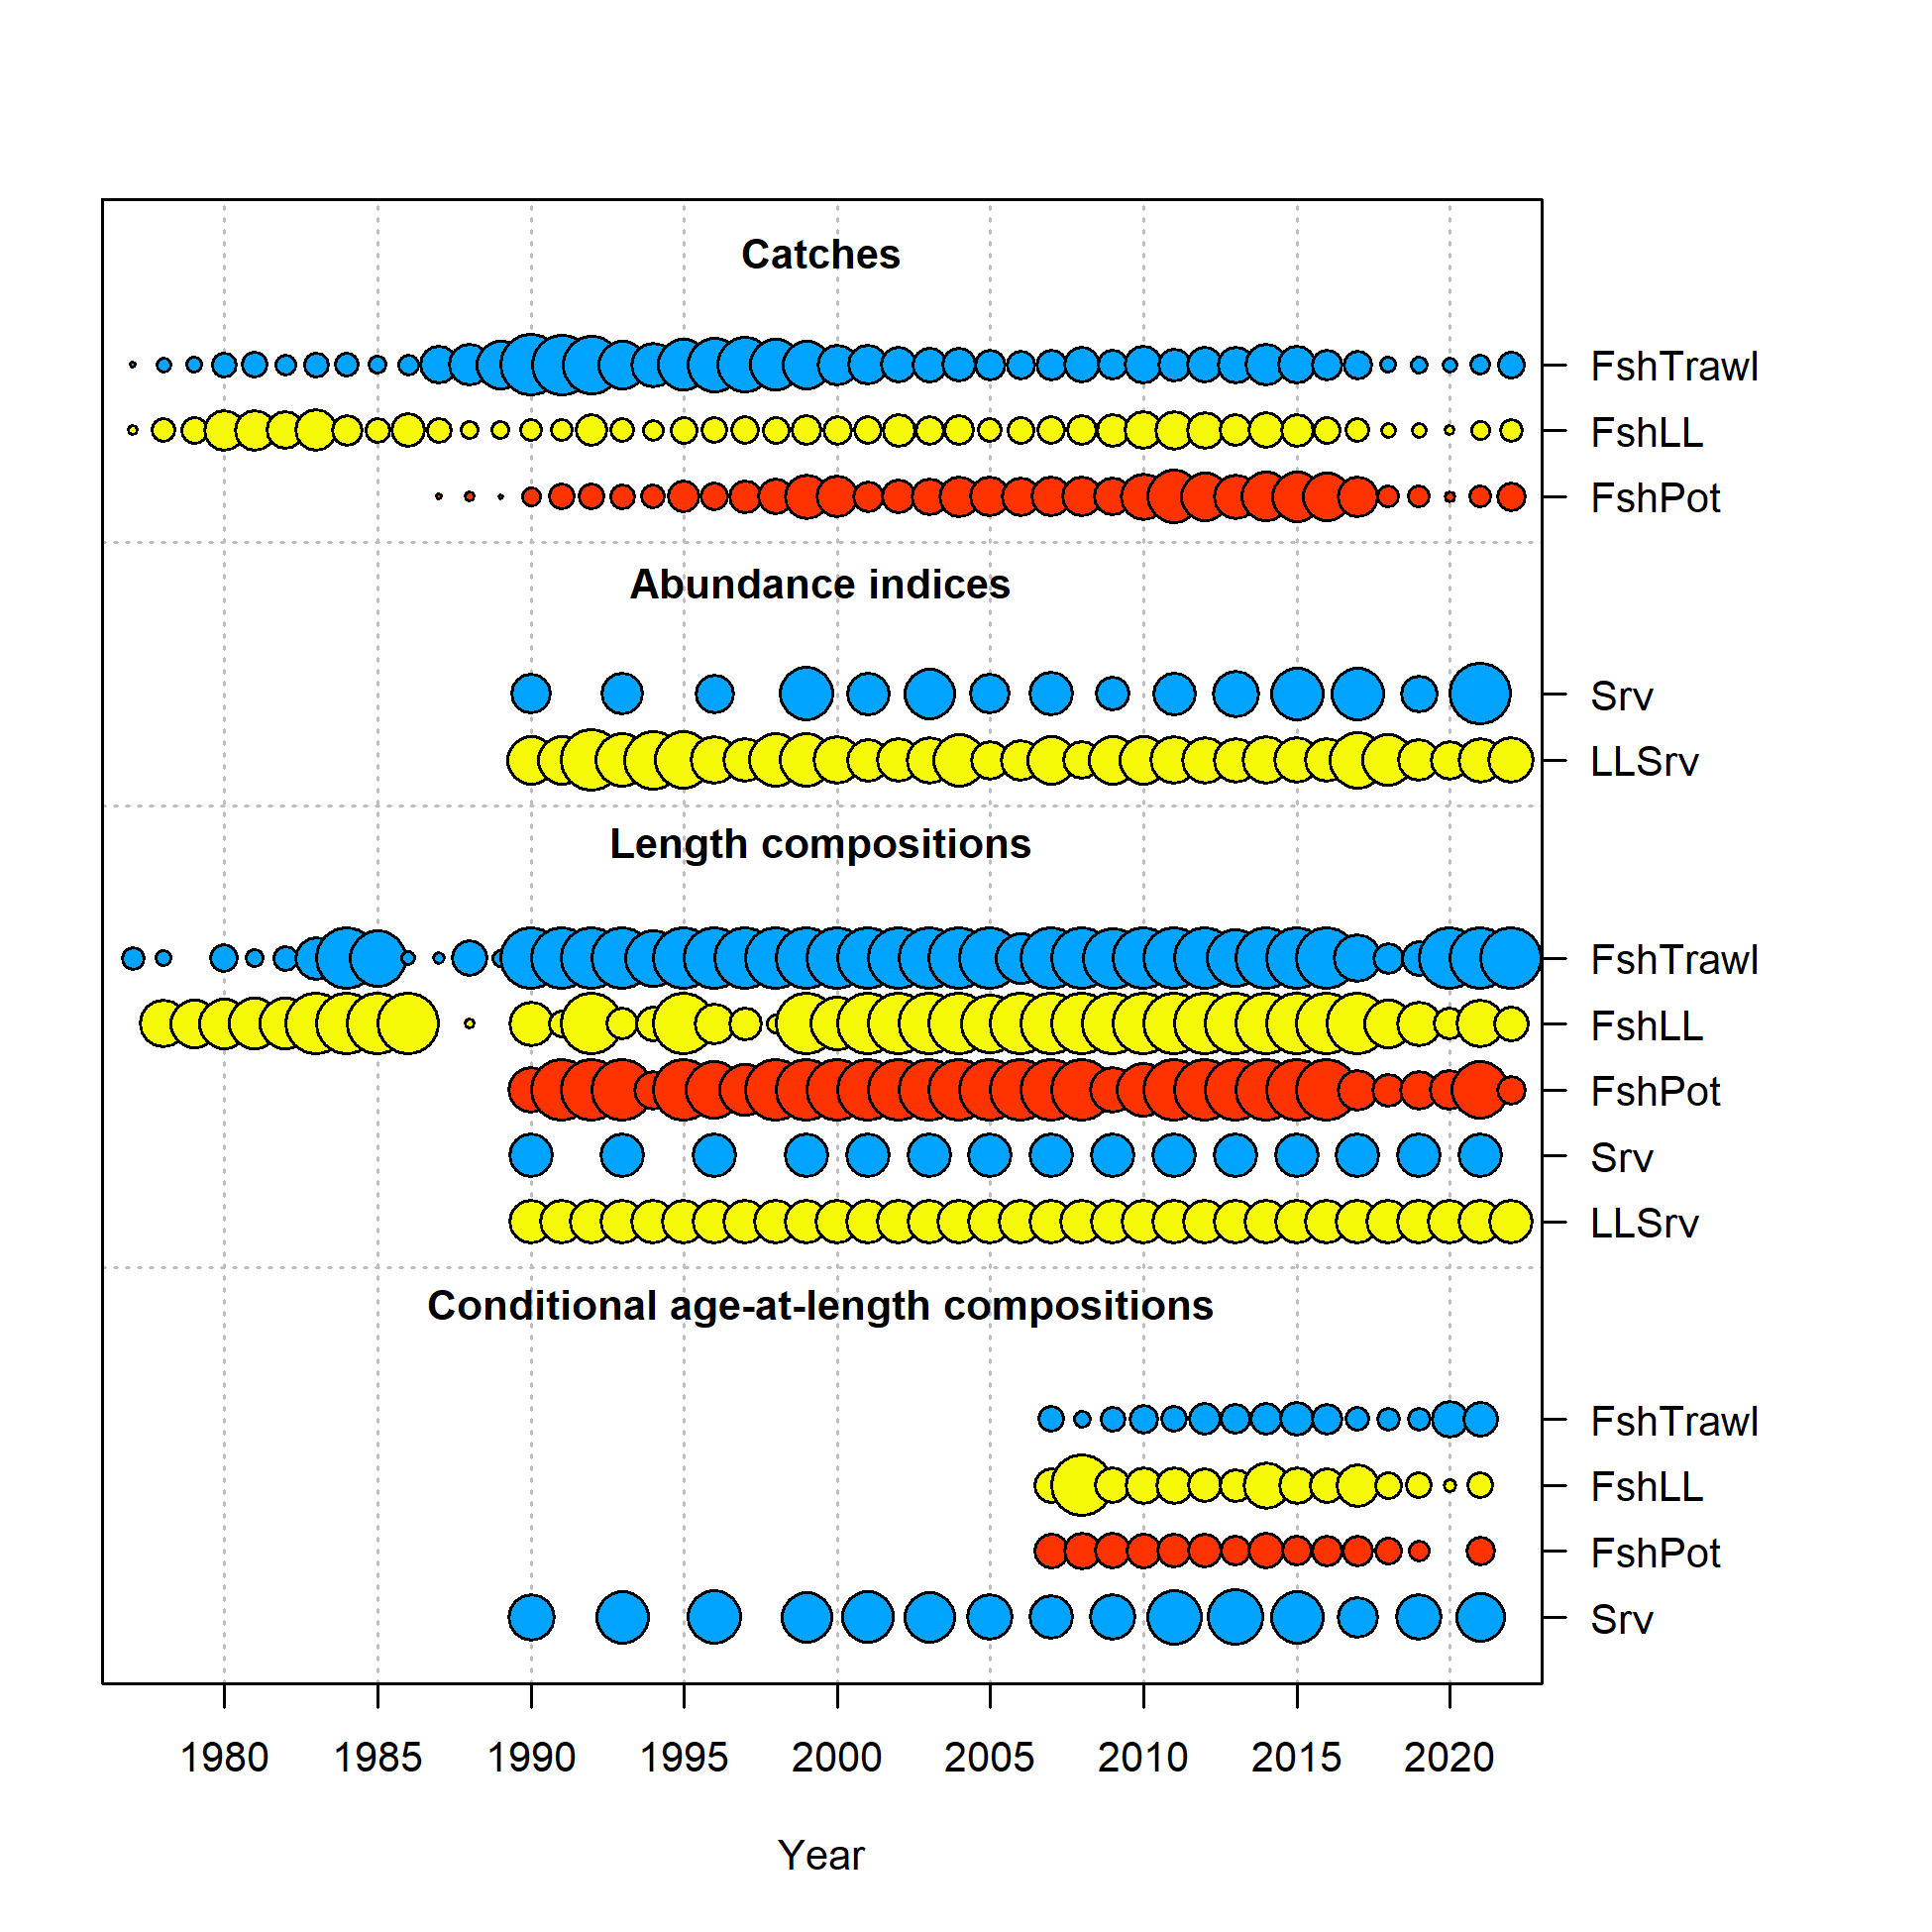 Catches
FshTrawl
FshLL
FshPot
Abundance indices
Srv
LLSrv
Length compositions
FshTrawl
FshLL
FshPot
Srv
LLSrv
Conditional age-at-length compositions
FshTrawl
FshLL
FshPot
Srv
1980 1985 1990 1995 2000 2005 2010 2015 2020
Year